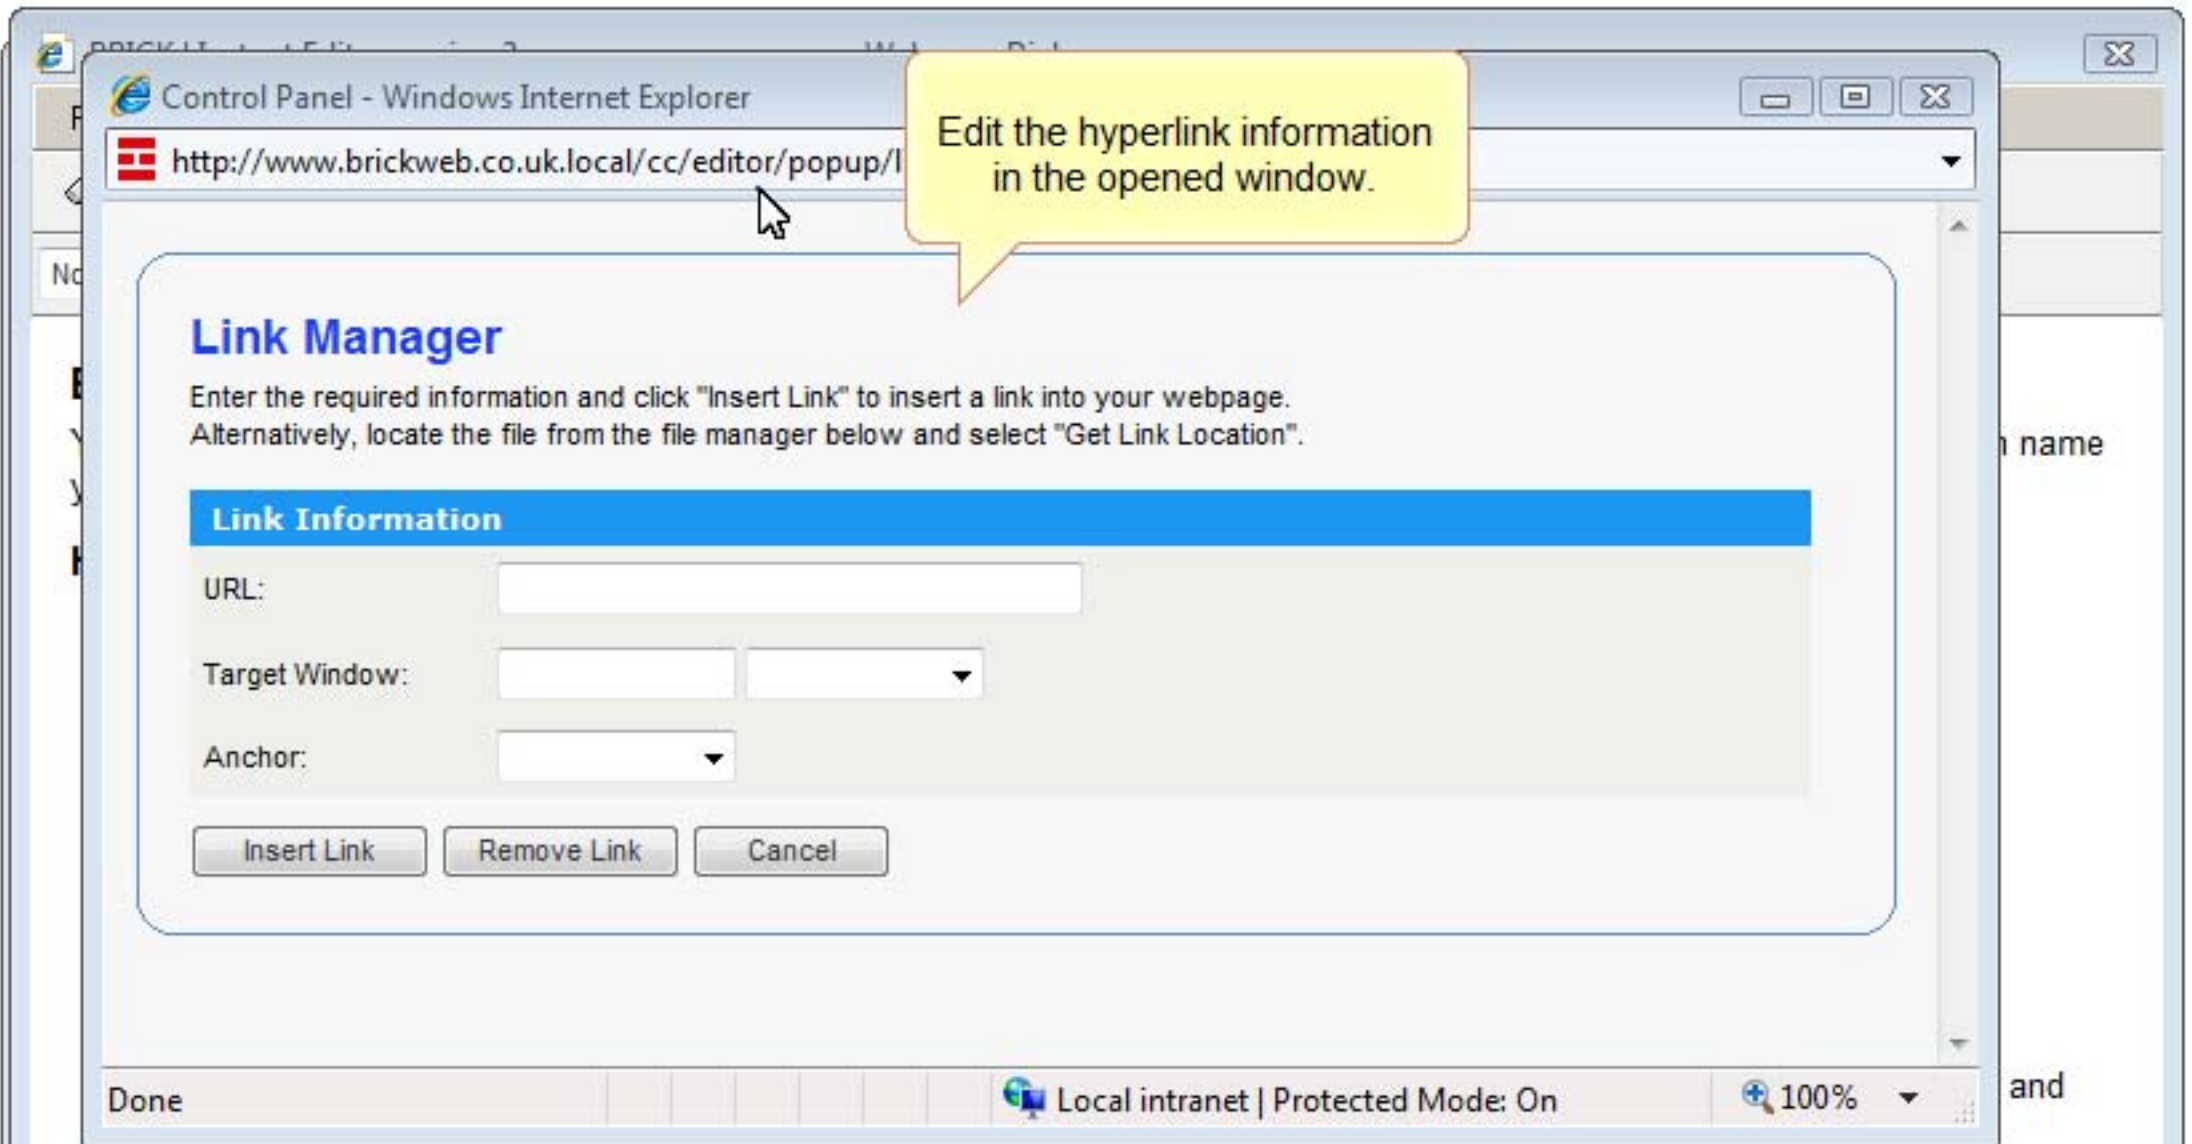 Control Panel - Windows Internet Explorer
Edit the hyperlink information
in the opened window.
http://www.brickweb.co.uk.local/cc/editor/popup/
Link Manager
Enter the required information and click "Insert Link" to insert a link into your webpage.
Alternatively, locate the file from the file manager below and select "Get Link Location".
name
Link Information
URL:
Target Window:
Anchor:
Insert Link Remove Link Cancel
and
Done Local intranet | Protected Mode: On 100%